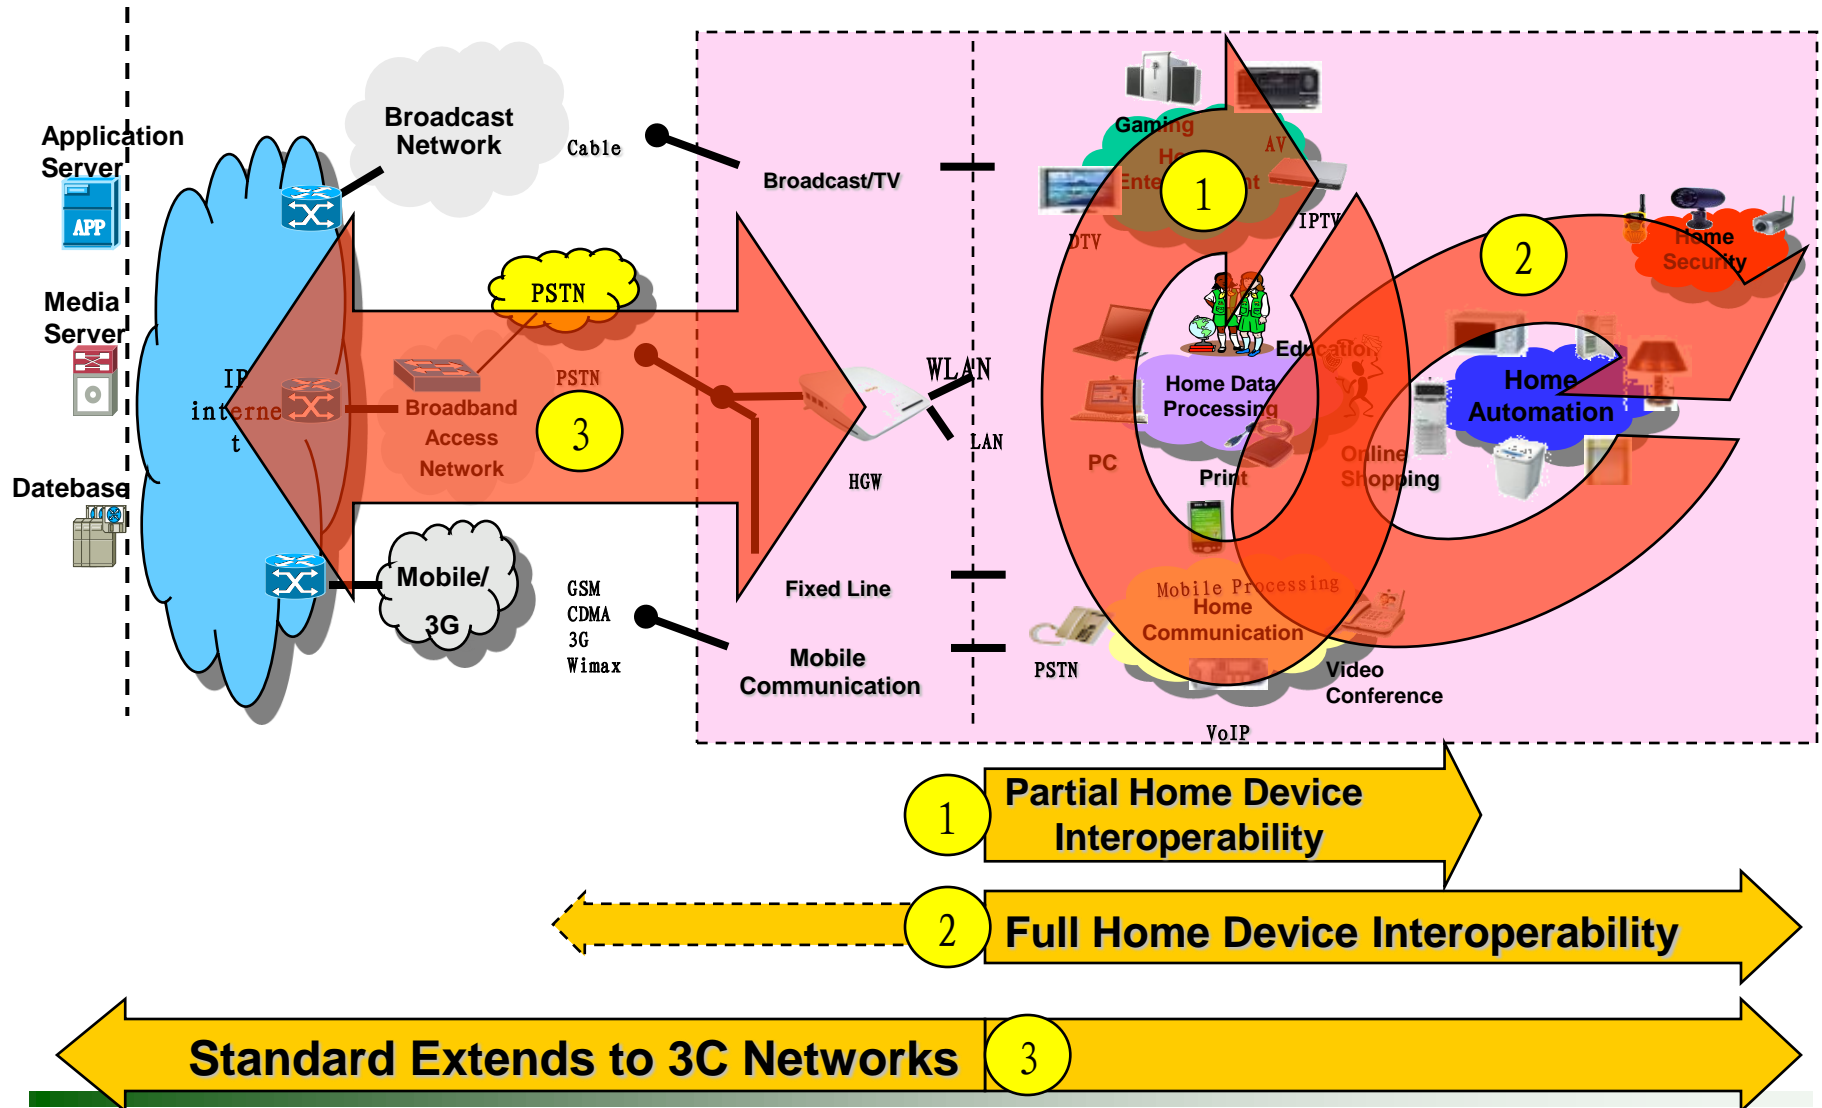 Application
Server
APP
Media
Server
Datebase
IP
interne
t
Broadcast
Network
Cable
PSTN
PSTN
Broadband
Access
Network
3
Mobile/
3G
GSM
CDMA
3G
Wimax
Broadcast/TV
HGW
WLAN
LAN
Fixed Line
Mobile
Communication
Gaming
AV
1
DTV
IPTV
Education
Home Data
Processing
PC
Print
Online
Shopping
Mobile Processing
Home
Communication
PSTN
Video
Conference
VoIP
2
Home
Security
Home
Automation
1
Partial Home Device
Interoperability
2
Full Home Device Interoperability
Standard Extends to 3C Networks
3